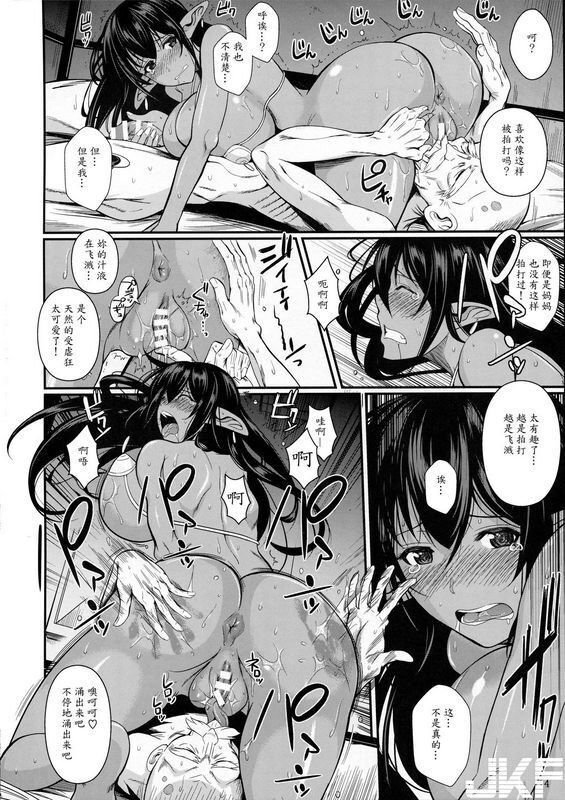 呵?
喜欢像这样
被拍打吗?
呼诶…?
我也
不清楚…
但…
但是我…
即便是妈妈
也没有这样
拍打过!
呃啊啊
妳的汁液
在飞溅…
是个
天然的受虐狂
太可爱了!
太有趣了
越是拍打
越是飞溅…
诶…
这…
不是真的…
哇啊—
啊
啊
啊唔
噢呵呵♡
涌出来吧
不停地涌出来吧
JKF